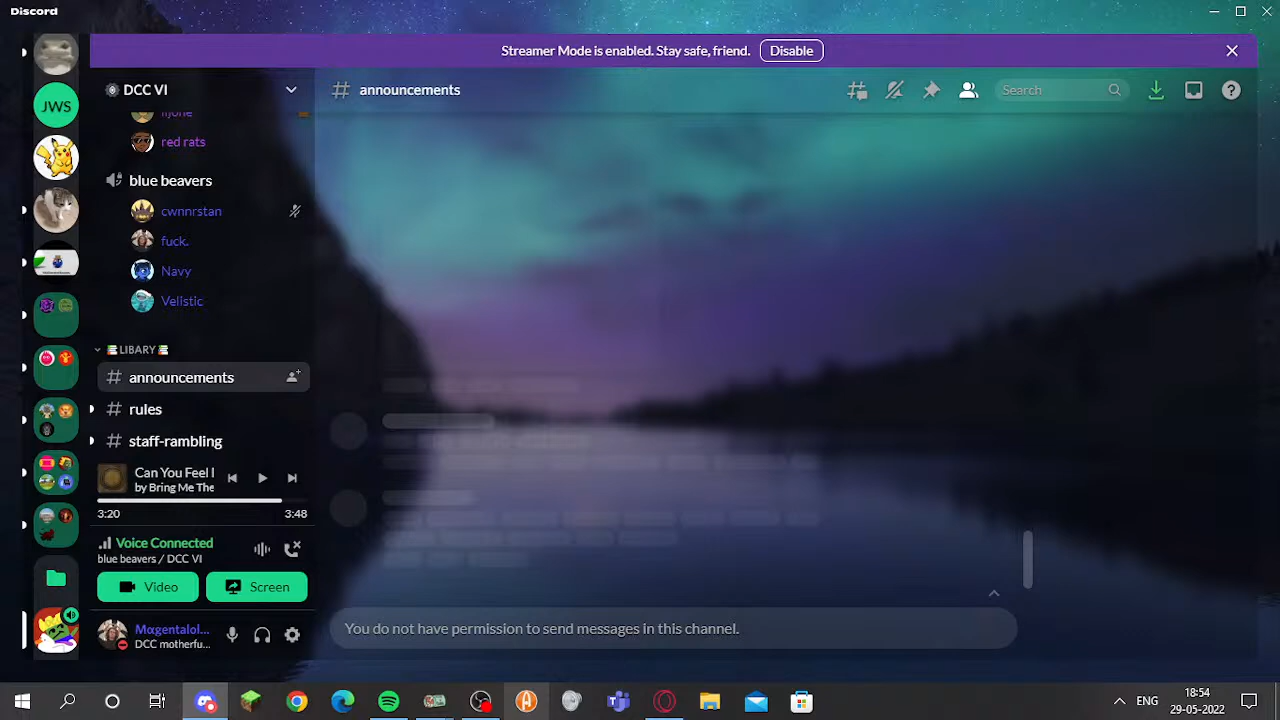 Discord
Streamer Mode is enabled. Stay safe, friend.
Disable
JWS
DCC VI
announcements
Search
red rats
blue beavers
cwnnrstan
fuck.
Navy
Velistic
LIBARY
announcements
rules
staff-rambling
Can You Feel
by Bring Me The
3:20
3:48
Voice Connected
blue beavers / DCC VI
Video
Screen
Mαgentalol...
DCC motherfu...
You do not have permission to send messages in this channel.
ENG
18:54
29-05-2022